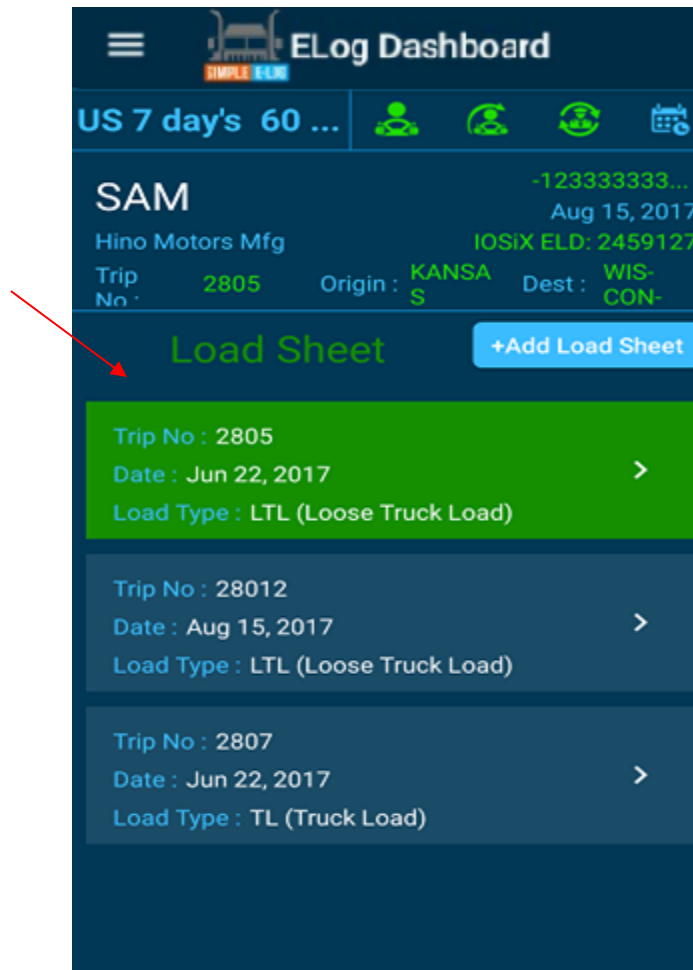 SIMPLE E-LOG
ELog Dashboard
US 7 day's 60 ...
SAM
-123333333...
Aug 15, 2017
Hino Motors Mfg
IOSiX ELD: 2459127
Trip No :
2805
Origin :
KANSA
S
Dest :
WIS-
CON-
Load Sheet
+Add Load Sheet
Trip No : 2805
Date : Jun 22, 2017
Load Type : LTL (Loose Truck Load)
Trip No : 28012
Date : Aug 15, 2017
Load Type : LTL (Loose Truck Load)
Trip No : 2807
Date : Jun 22, 2017
Load Type : TL (Truck Load)